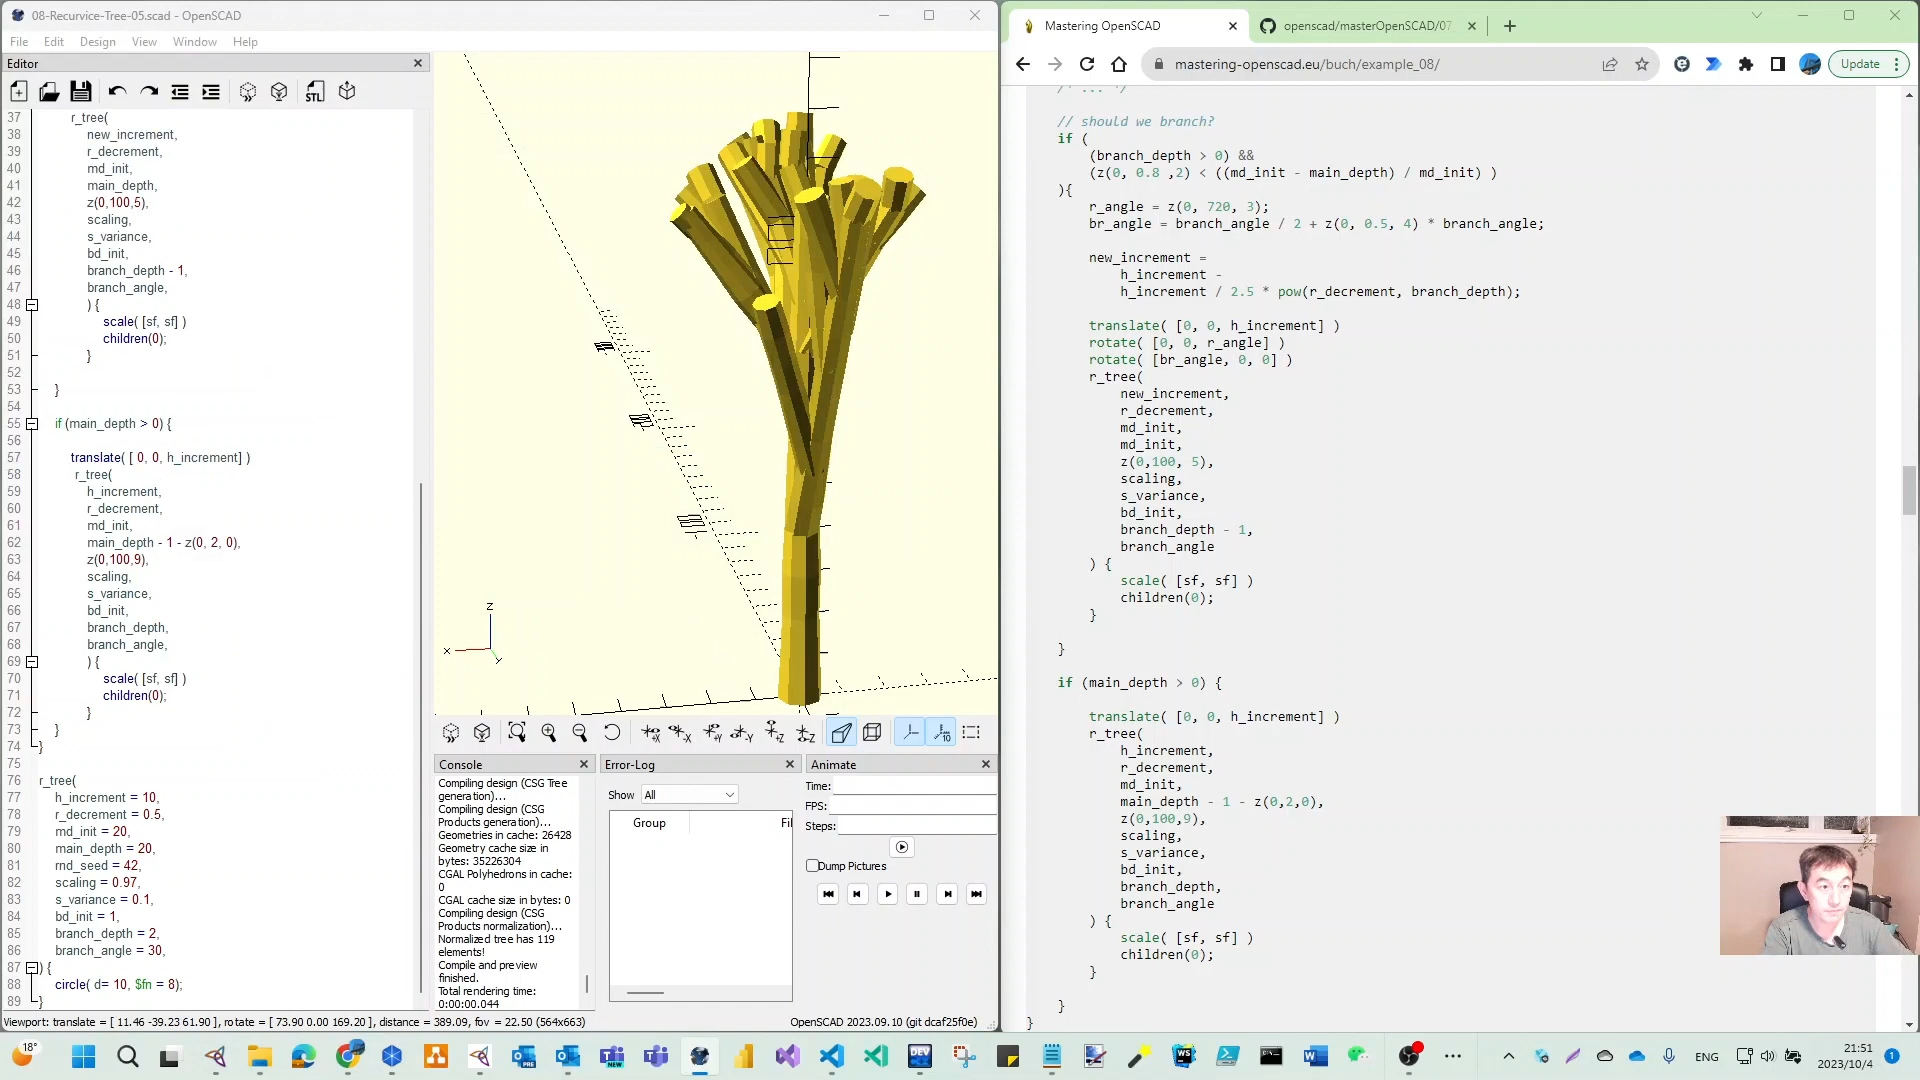 08-Recurvice-Tree-05.scad - OpenSCAD
File Edit Design View Window Help
Editor
37 r_tree(
38 new_increment,
39 r_decrement,
40 md_init,
41 main_depth,
42 z(0,100,5),
43 scaling,
44 s_variance,
45 bd_init,
46 branch_depth - 1,
47 branch_angle,
48 ) {
49 scale( [sf, sf] )
50 children(0);
51 }
52
53 }
54
55 if (main_depth > 0) {
56
57 translate( [ 0, 0, h_increment] )
58 r_tree(
59 h_increment,
60 r_decrement,
61 md_init,
62 main_depth - 1 - z(0, 2, 0),
63 z(0,100,9),
64 scaling,
65 s_variance,
66 bd_init,
67 branch_depth,
68 branch_angle,
69 ) {
70 scale( [sf, sf] )
71 children(0);
72 }
73 }
74 }
75
76 r_tree(
77 h_increment = 10,
78 r_decrement = 0.5,
79 md_init = 20,
80 main_depth = 20,
81 rnd_seed = 42,
82 scaling = 0.97,
83 s_variance = 0.1,
84 bd_init = 1,
85 branch_depth = 2,
86 branch_angle = 30,
87 ) {
88 circle( d= 10, $fn = 8);
89 }
z
x
y
Console
Compiling design (CSG Tree
generation)...
Compiling design (CSG
Products generation)...
Geometries in cache: 26428
Geometry cache size in
bytes: 35226304
CGAL Polyhedrons in cache:
0
CGAL cache size in bytes: 0
Compiling design (CSG
Products normalization)...
Normalized tree has 119
elements!
Compile and preview
finished.
Total rendering time:
0:00:00.044
Error-Log
Show All
Group Fil
Animate
Time:
FPS:
Steps:
Dump Pictures
Viewport: translate = [ 11.46 -39.23 61.90 ], rotate = [ 73.90 0.00 169.20 ], distance = 389.09, fov = 22.50 (564x663)
OpenSCAD 2023.09.10 (git dcaf25f0e)
Mastering OpenSCAD
openscad/masterOpenSCAD/07
mastering-openscad.eu/buch/example_08/
Update
/* ... */
// should we branch?
if (
(branch_depth > 0) &&
(z(0, 0.8 ,2) < ((md_init - main_depth) / md_init) )
){
r_angle = z(0, 720, 3);
br_angle = branch_angle / 2 + z(0, 0.5, 4) * branch_angle;
new_increment =
h_increment -
h_increment / 2.5 * pow(r_decrement, branch_depth);
translate( [0, 0, h_increment] )
rotate( [0, 0, r_angle] )
rotate( [br_angle, 0, 0] )
r_tree(
new_increment,
r_decrement,
md_init,
md_init,
z(0,100, 5),
scaling,
s_variance,
bd_init,
branch_depth - 1,
branch_angle
) {
scale( [sf, sf] )
children(0);
}
}
if (main_depth > 0) {
translate( [0, 0, h_increment] )
r_tree(
h_increment,
r_decrement,
md_init,
main_depth - 1 - z(0,2,0),
z(0,100,9),
scaling,
s_variance,
bd_init,
branch_depth,
branch_angle
) {
scale( [sf, sf] )
children(0);
}
}
}
18°
ENG
21:51
2023/10/4